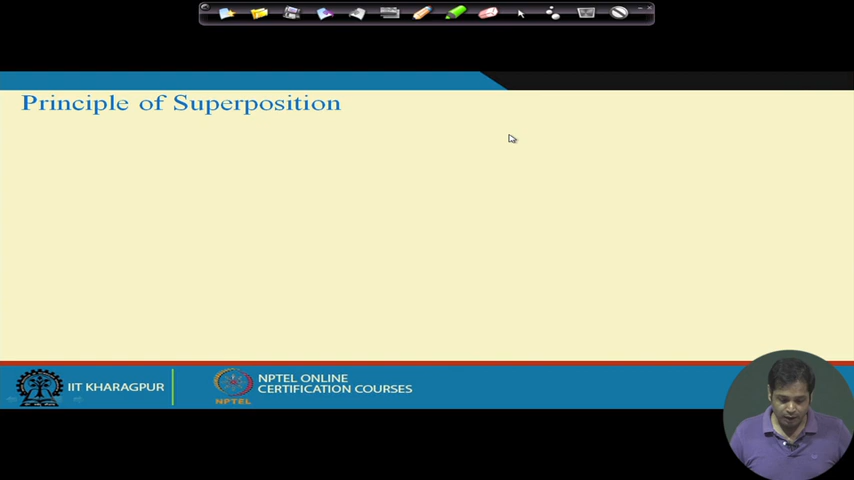 Principle of Superposition
IIT KHARAGPUR
NPTEL
NPTEL ONLINE
CERTIFICATION COURSES